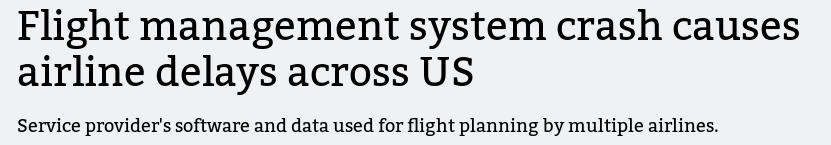 Flight management system crash causes
airline delays across US
Service provider's software and data used for flight planning by multiple airlines.